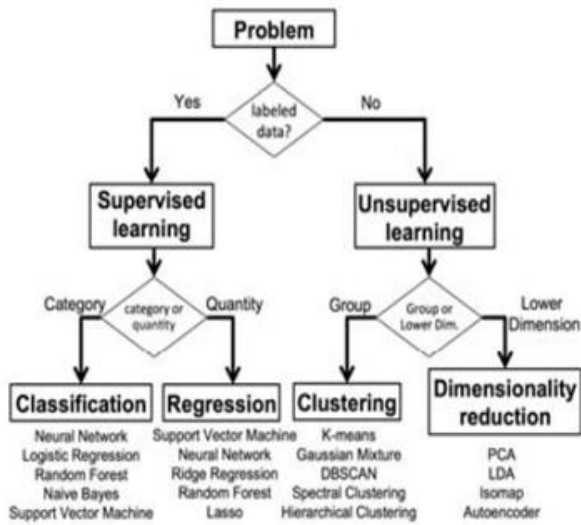 Problem
Yes
No
labeled
data?
Supervised
learning
Unsupervised
learning
Category
category or
quantity
Quantity
Group
Group or
Lower Dim.
Lower
Dimension
Classification
Neural Network
Logistic Regression
Random Forest
Naive Bayes
Support Vector Machine
Regression
Support Vector Machine
Neural Network
Ridge Regression
Random Forest
Lasso
Clustering
K-means
Gaussian Mixture
DBSCAN
Spectral Clustering
Hierarchical Clustering
Dimensionality
reduction
PCA
LDA
Isomap
Autoencoder